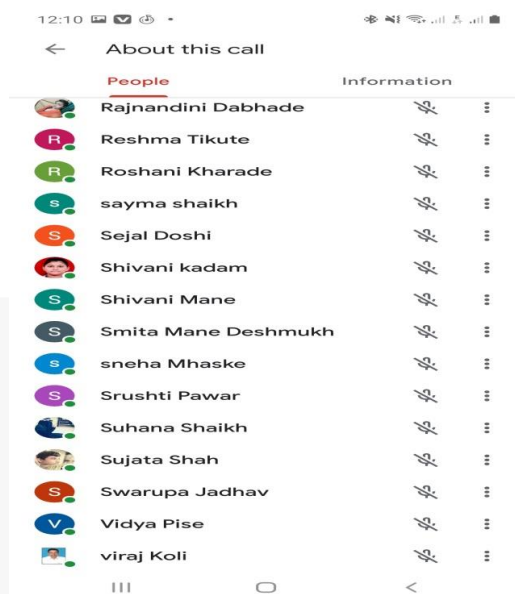 12:10
About this call
People Information
Rajnandini Dabhade
R Reshma Tikute
R Roshani Kharade
s sayma shaikh
S Sejal Doshi
Shivani kadam
S Shivani Mane
S Smita Mane Deshmukh
s sneha Mhaske
S Srushti Pawar
Suhana Shaikh
Sujata Shah
S Swarupa Jadhav
V Vidya Pise
viraj Koli